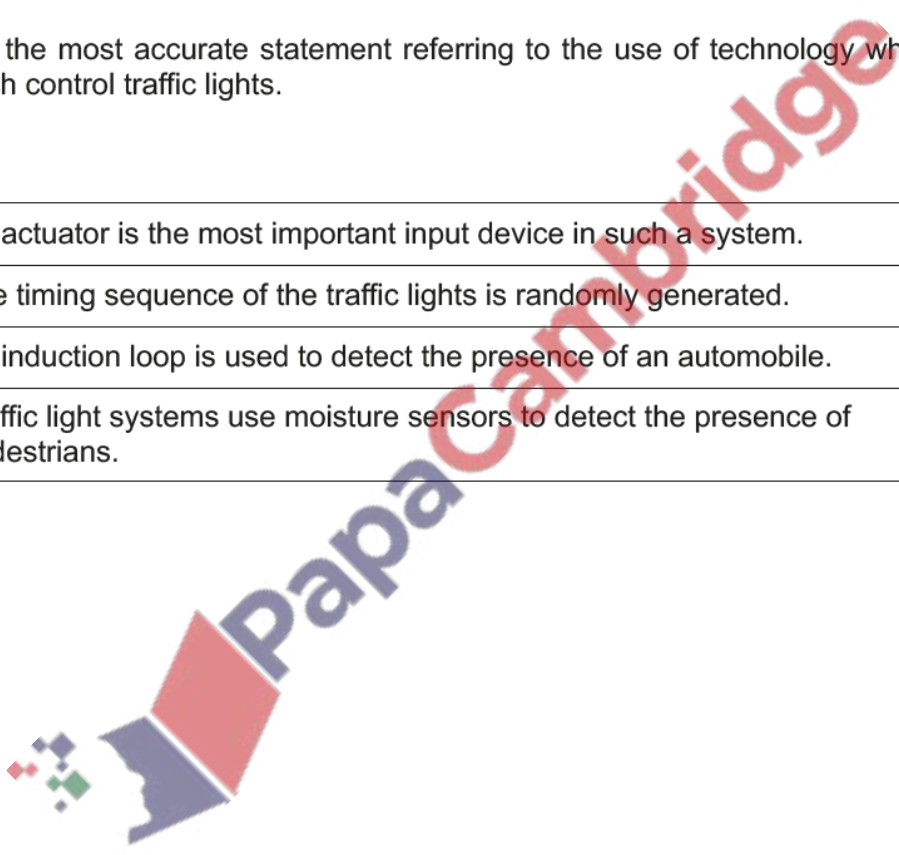 the most accurate statement referring to the use of technology wh
h control traffic lights.
actuator is the most important input device in such a system.
e timing sequence of the traffic lights is randomly generated.
induction loop is used to detect the presence of an automobile.
ffic light systems use moisture sensors to detect the presence of
destrians.
PapaCambridge